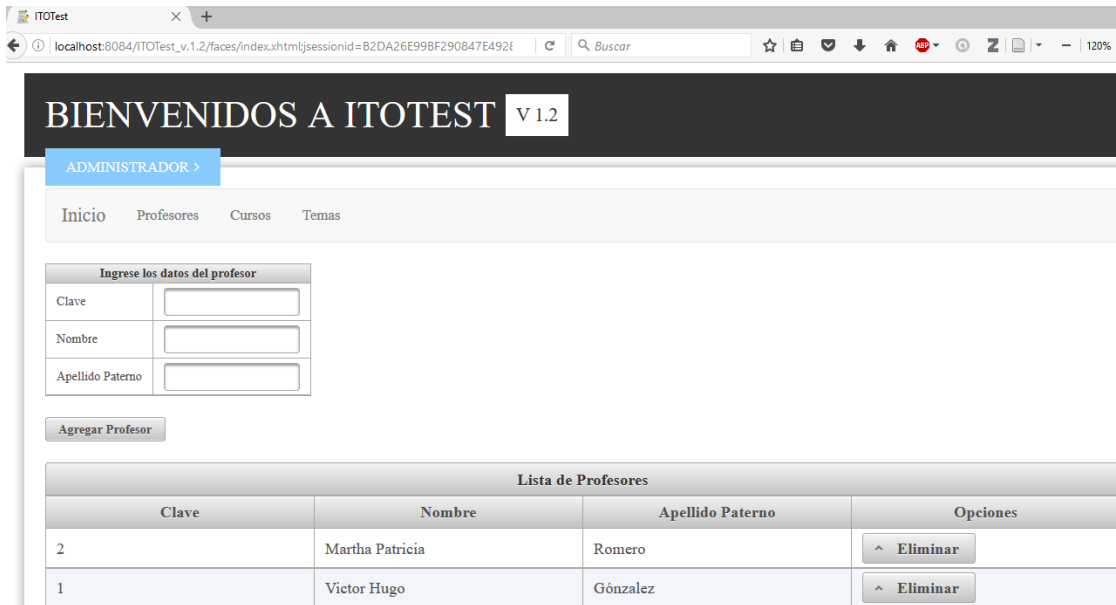 ITOTest
localhost:8084/ITOTest_v.1.2/faces/index.xhtml;jsessionid=B2DA26E99BF290847E4928
Buscar
ABP
120%
BIENVENIDOS A ITOTEST V 1.2
ADMINISTRADOR >
Inicio Profesores Cursos Temas
Ingrese los datos del profesor
Clave
Nombre
Apellido Paterno
Agregar Profesor
Lista de Profesores
Clave Nombre Apellido Paterno Opciones
2 Martha Patricia Romero Eliminar
1 Victor Hugo Gónzalez Eliminar